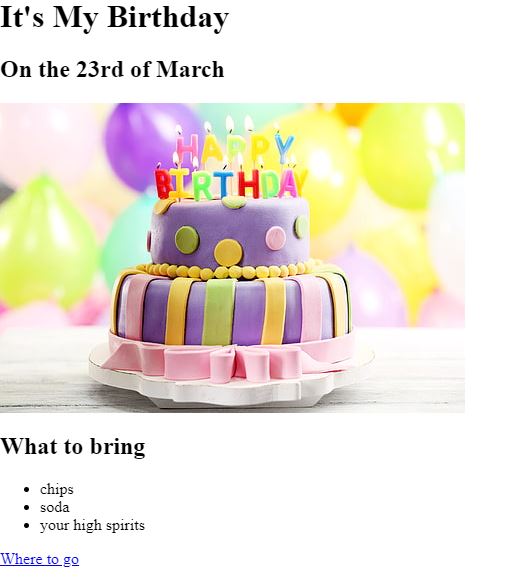 It's My Birthday
On the 23rd of March
HAPPY
BIRTHDAY
What to bring
chips
soda
your high spirits
Where to go